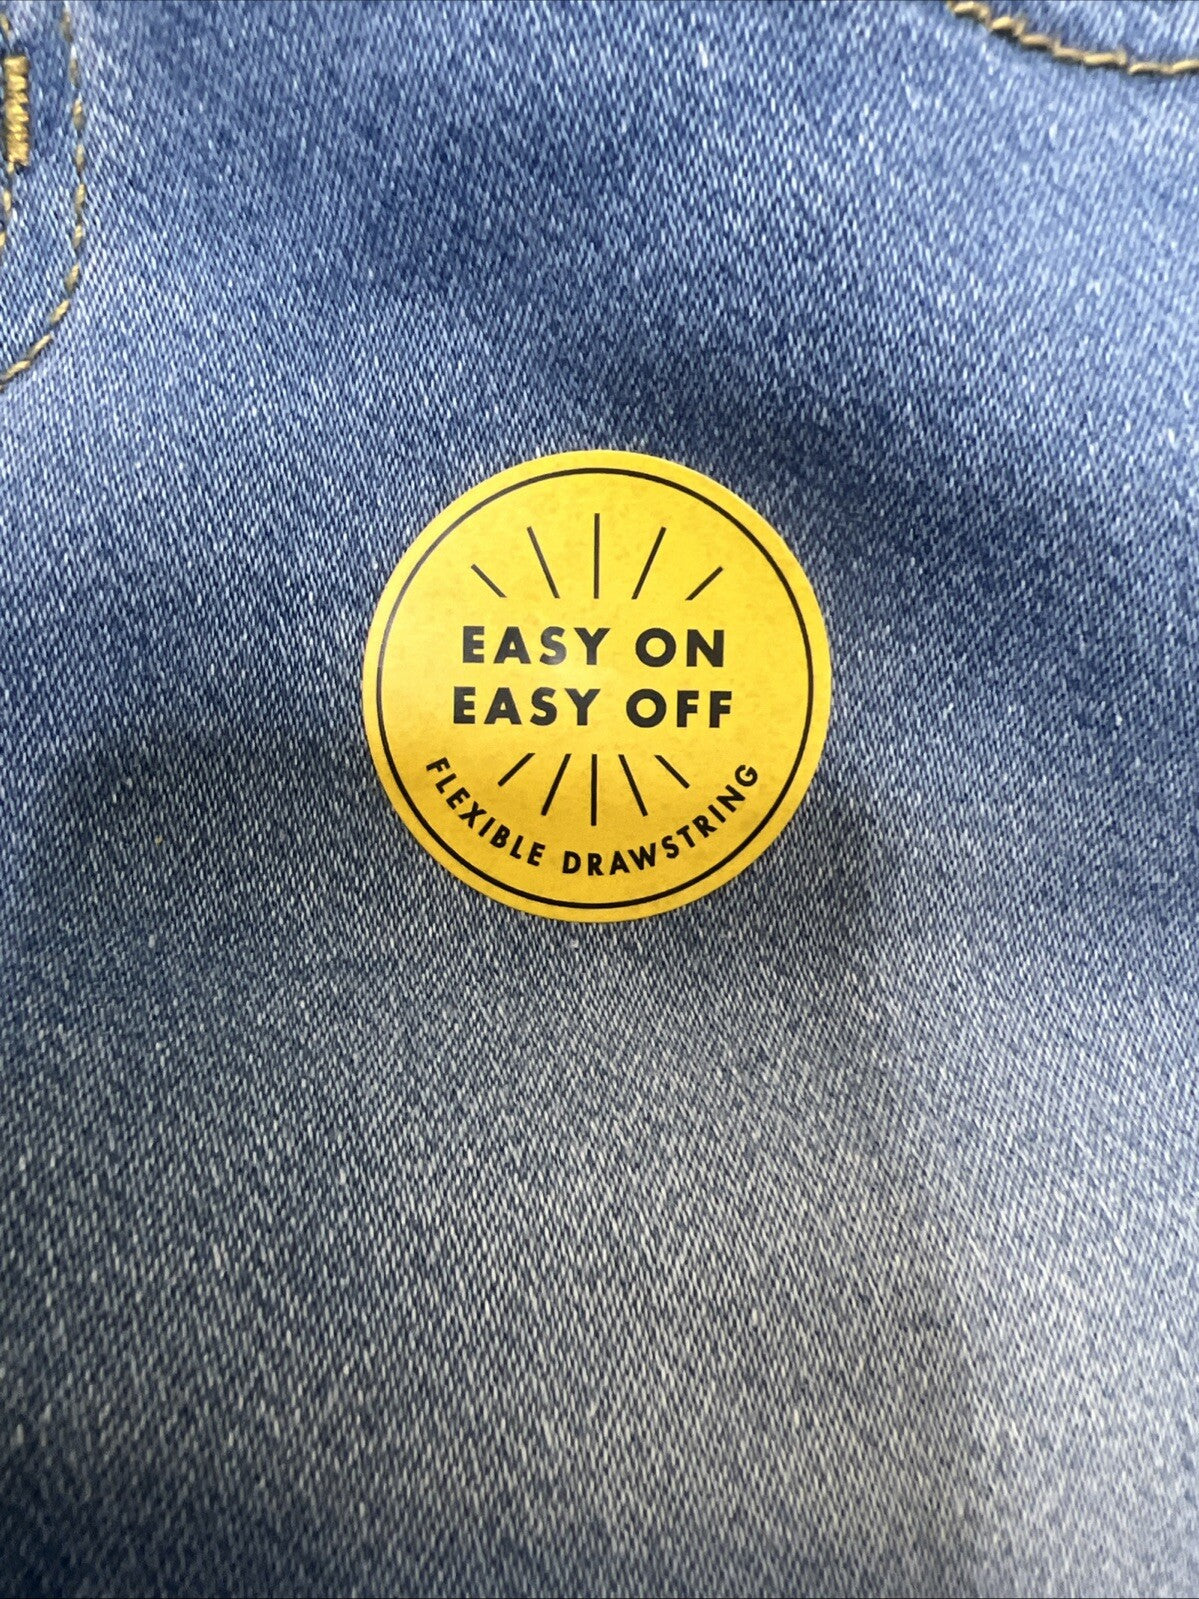 EASY ON
EASY OFF
FLEXIBLE DRAWSTRING